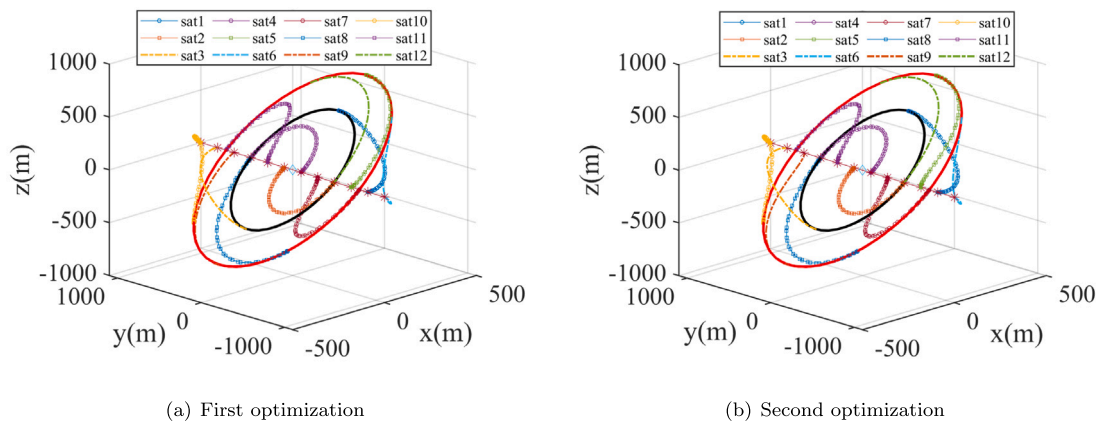 sat1 sat4 sat7 sat10
sat2 sat5 sat8 sat11
sat3 sat6 sat9 sat12
1000
500
0
-500
-1000
z(m)
1000
0
-1000
y(m)
-500
0
500
x(m)
(a) First optimization
sat1 sat4 sat7 sat10
sat2 sat5 sat8 sat11
sat3 sat6 sat9 sat12
1000
500
0
-500
-1000
z(m)
1000
0
-1000
y(m)
-500
0
500
x(m)
(b) Second optimization